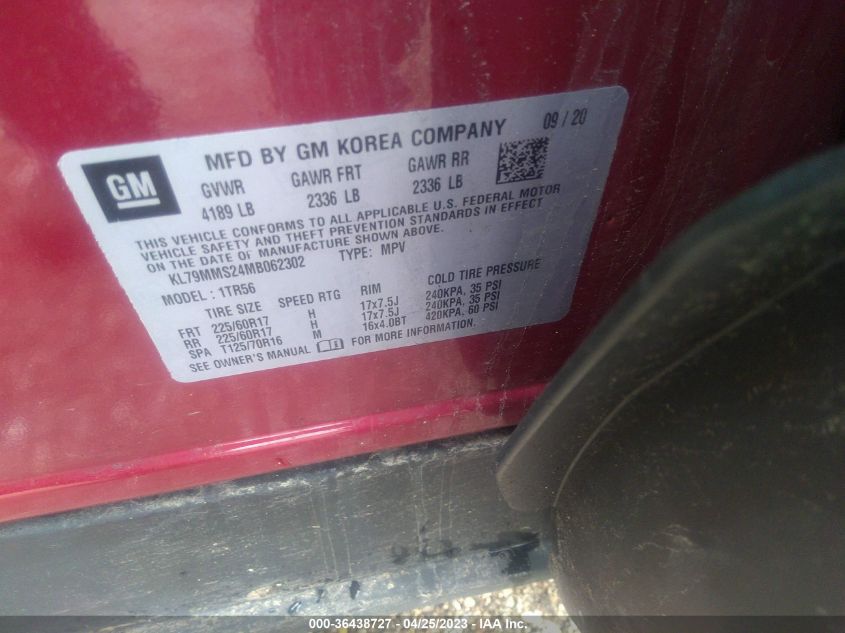 GM
MFD BY GM KOREA COMPANY 09 / 20
GVWR GAWR FRT GAWR RR
4189 LB 2336 LB 2336 LB
THIS VEHICLE CONFORMS TO ALL APPLICABLE U.S. FEDERAL MOTOR
VEHICLE SAFETY AND THEFT PREVENTION STANDARDS IN EFFECT
ON THE DATE OF MANUFACTURE SHOWN ABOVE.
KL79MMS24MB062302 TYPE: MPV
MODEL : 1TR56
TIRE SIZE SPEED RTG RIM COLD TIRE PRESSURE
FRT 225/60R17 H 17x7.5J 240KPA, 35 PSI
RR 225/60R17 H 17x7.5J 240KPA, 35 PSI
SPA T125/70R16 M 16x4.0BT 420KPA, 60 PSI
SEE OWNER'S MANUAL FOR MORE INFORMATION.
000-36438727 - 04/25/2023 - IAA Inc.